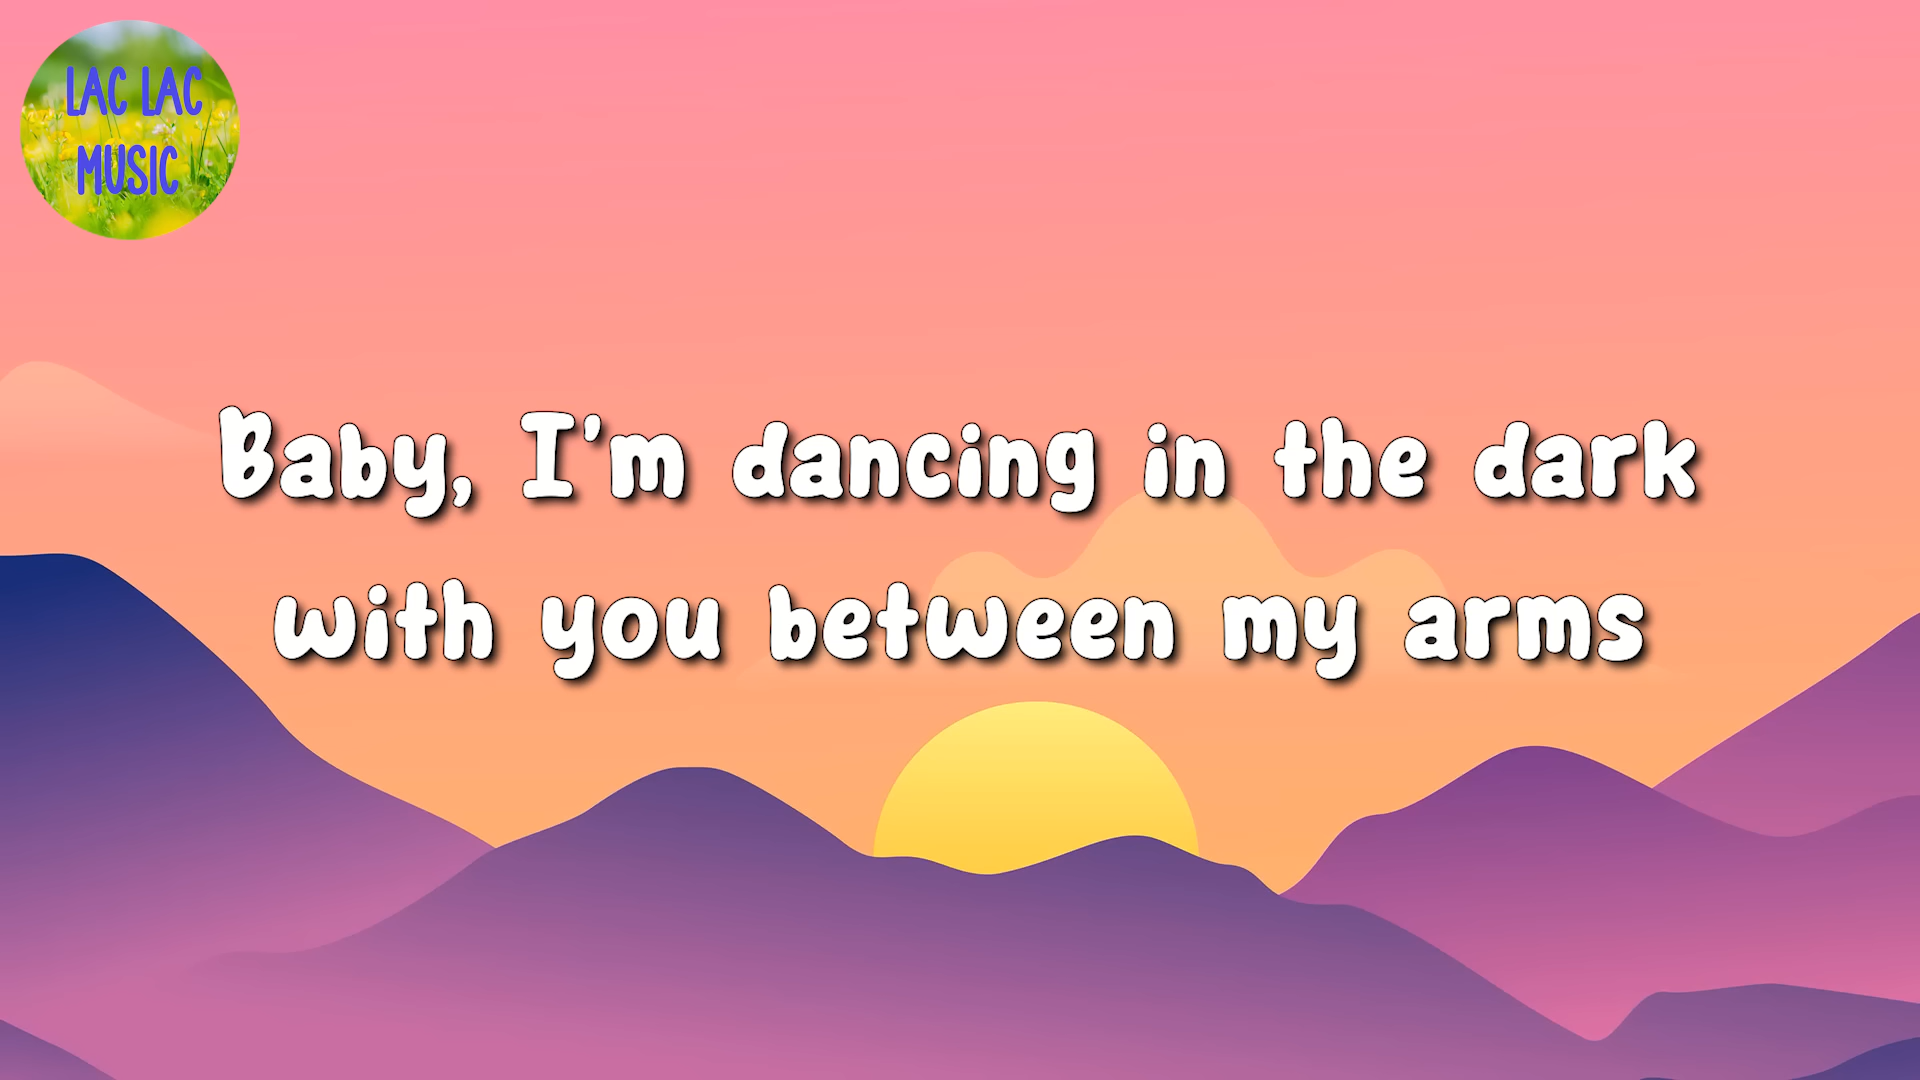 LAC LAC
MUSIC
Baby, I'm dancing in the dark
with you between my arms